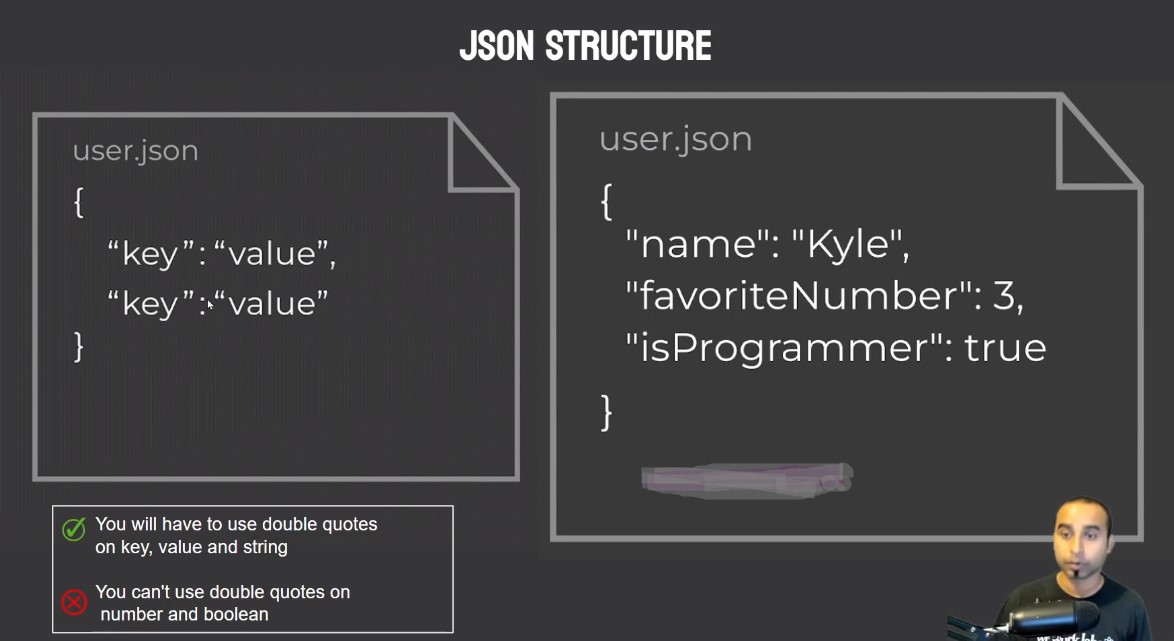 JSON STRUCTURE
user.json
{
“key”: “value”,
“key”: “value”
}
user.json
{
"name": "Kyle",
"favoriteNumber": 3,
"isProgrammer": true
}
You will have to use double quotes
on key, value and string
You can't use double quotes on
number and boolean